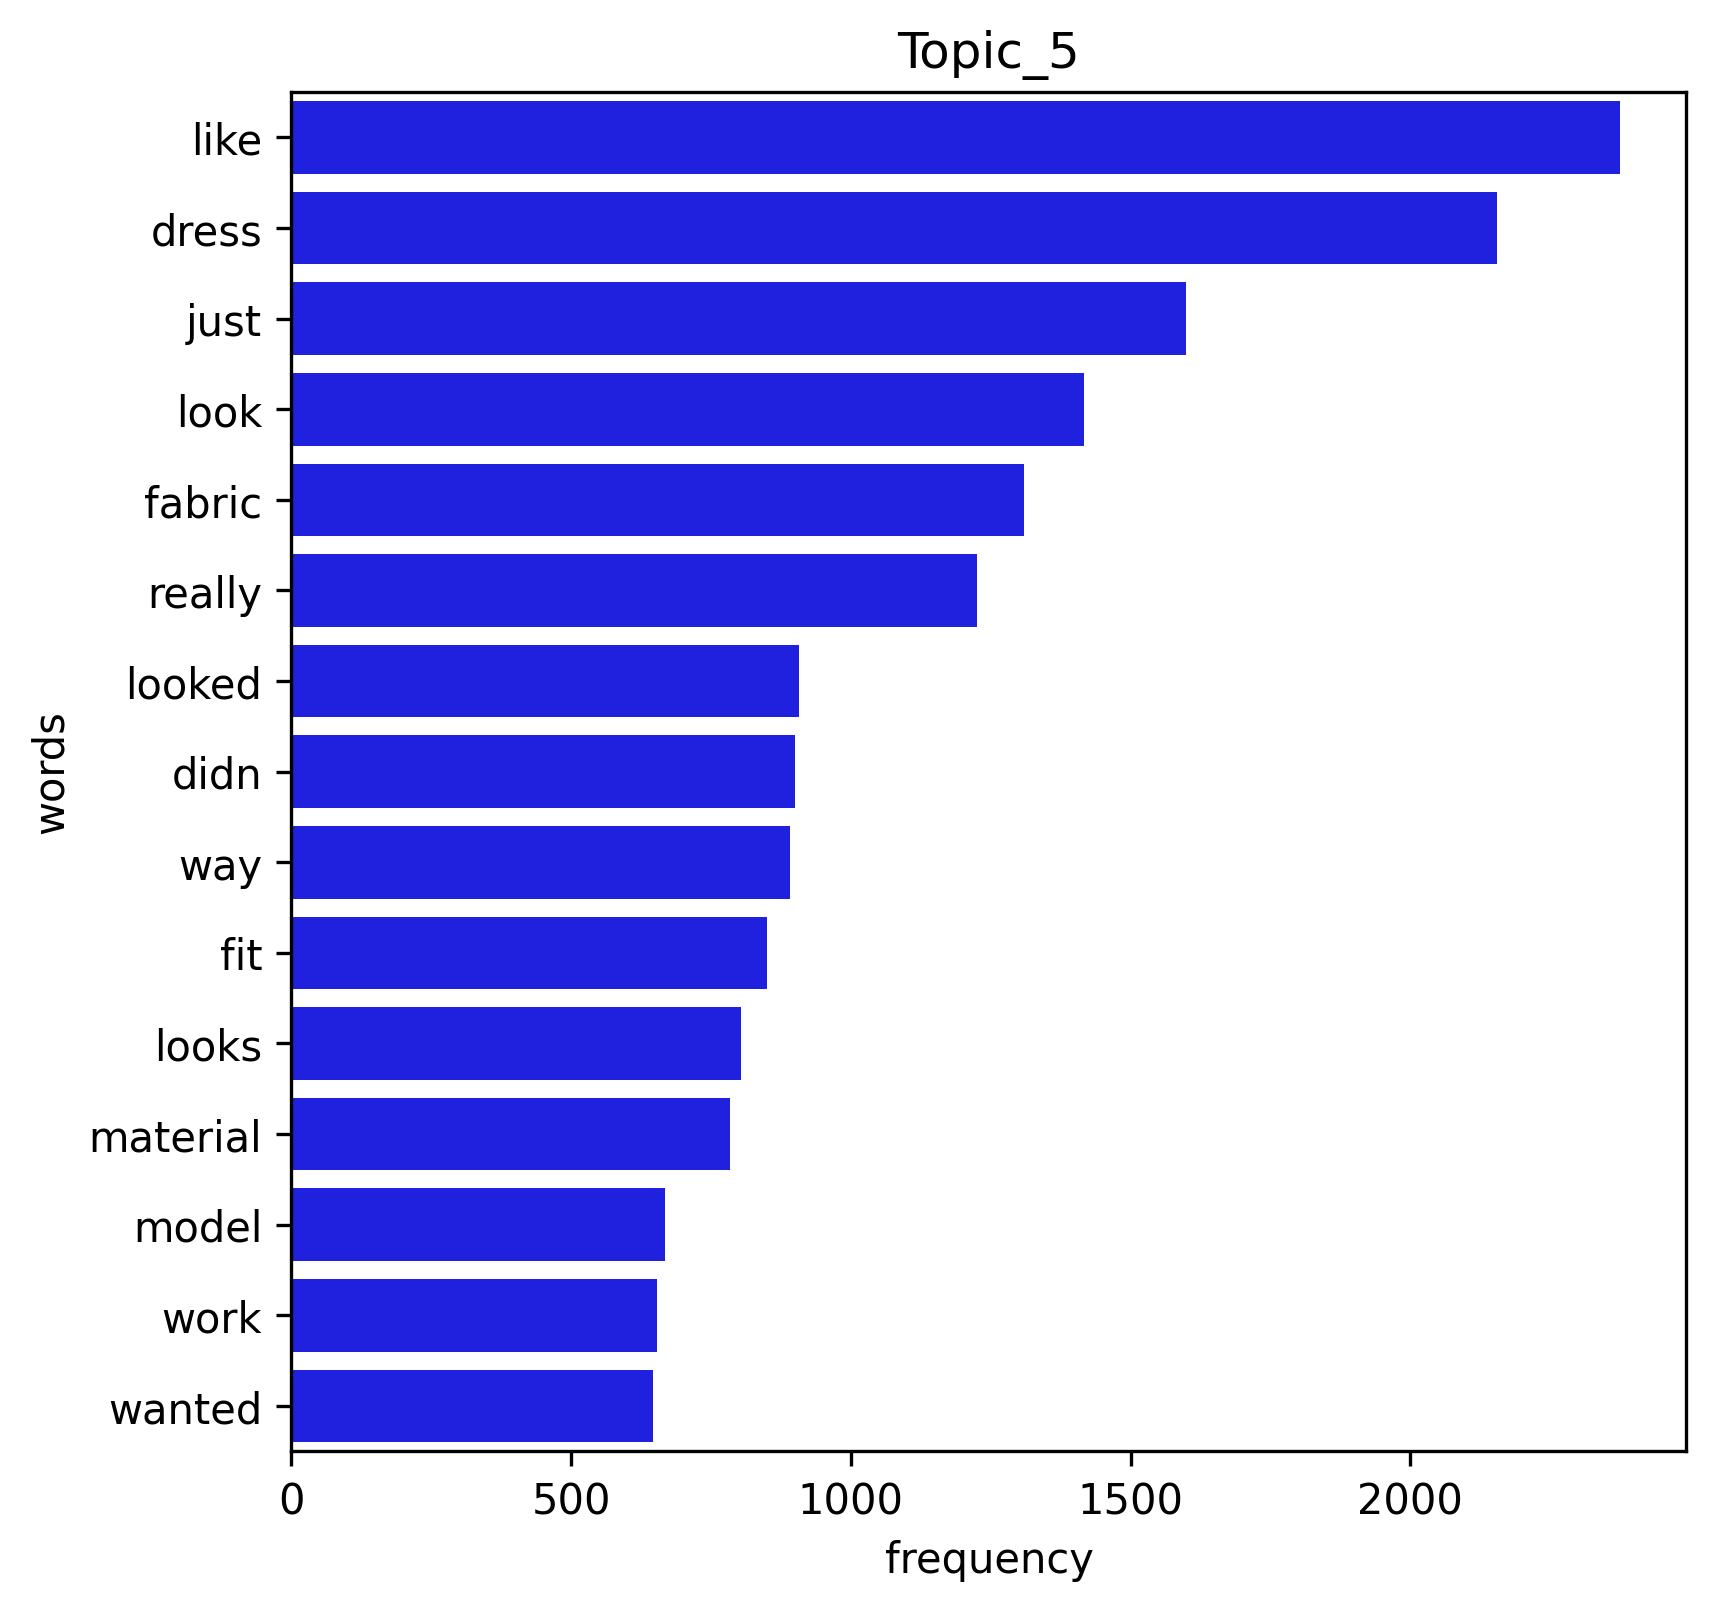 Topic_5
like
dress
just
look
fabric
really
looked
didn
way
fit
looks
material
model
work
wanted
words
0 500 1000 1500 2000
frequency